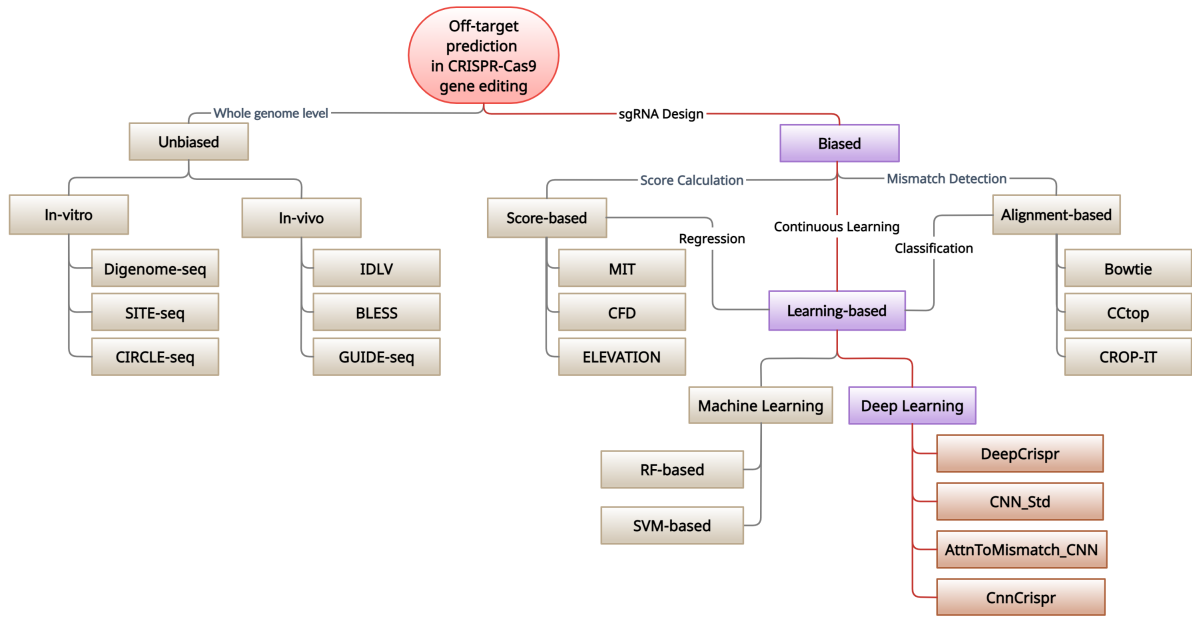 Off-target
prediction
in CRISPR-Cas9
gene editing
Whole genome level
sgRNA Design
Unbiased
Biased
Score Calculation
Mismatch Detection
In-vitro
In-vivo
Score-based
Alignment-based
Continuous Learning
Regression
Classification
Digenome-seq
IDLV
MIT
Bowtie
SITE-seq
BLESS
CFD
Learning-based
CCtop
CIRCLE-seq
GUIDE-seq
ELEVATION
CROP-IT
Machine Learning
Deep Learning
DeepCrispr
RF-based
CNN_Std
SVM-based
AttnToMismatch_CNN
CnnCrispr